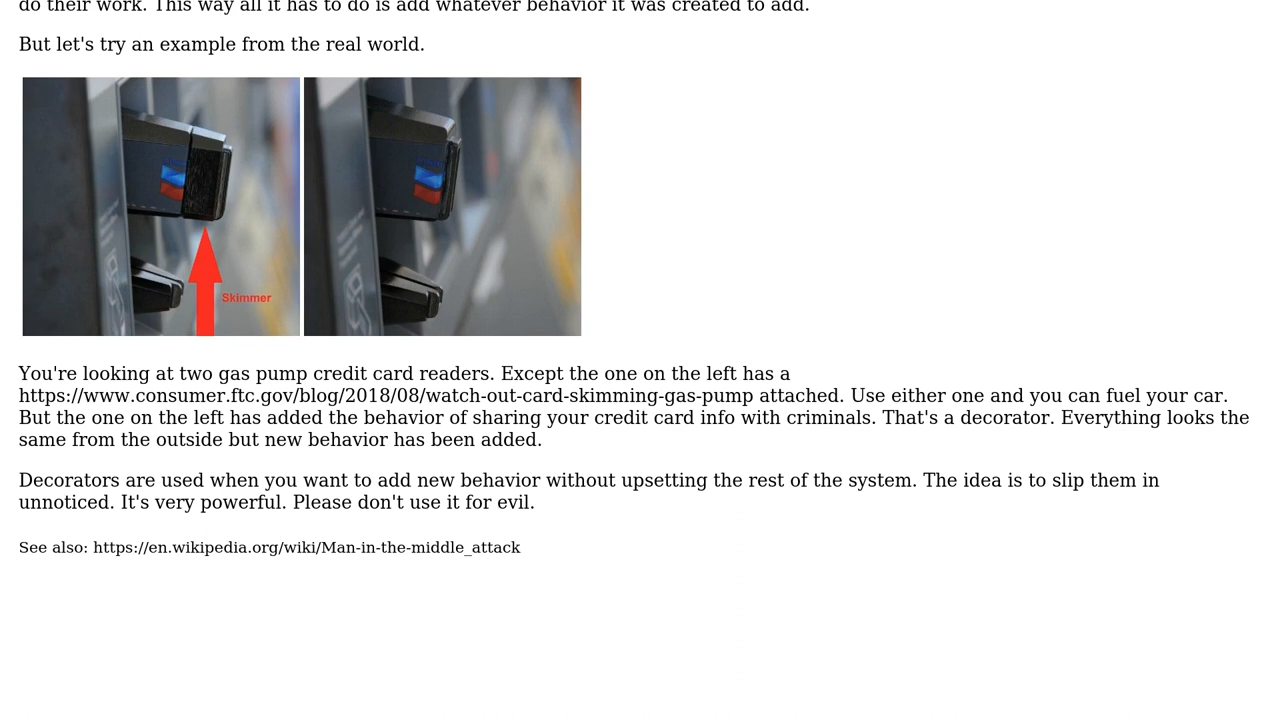 do their work. This way all it has to do is add whatever behavior it was created to add.
But let's try an example from the real world.
Skimmer
You're looking at two gas pump credit card readers. Except the one on the left has a
https://www.consumer.ftc.gov/blog/2018/08/watch-out-card-skimming-gas-pump attached. Use either one and you can fuel your car.
But the one on the left has added the behavior of sharing your credit card info with criminals. That's a decorator. Everything looks the
same from the outside but new behavior has been added.
Decorators are used when you want to add new behavior without upsetting the rest of the system. The idea is to slip them in
unnoticed. It's very powerful. Please don't use it for evil.
See also: https://en.wikipedia.org/wiki/Man-in-the-middle_attack